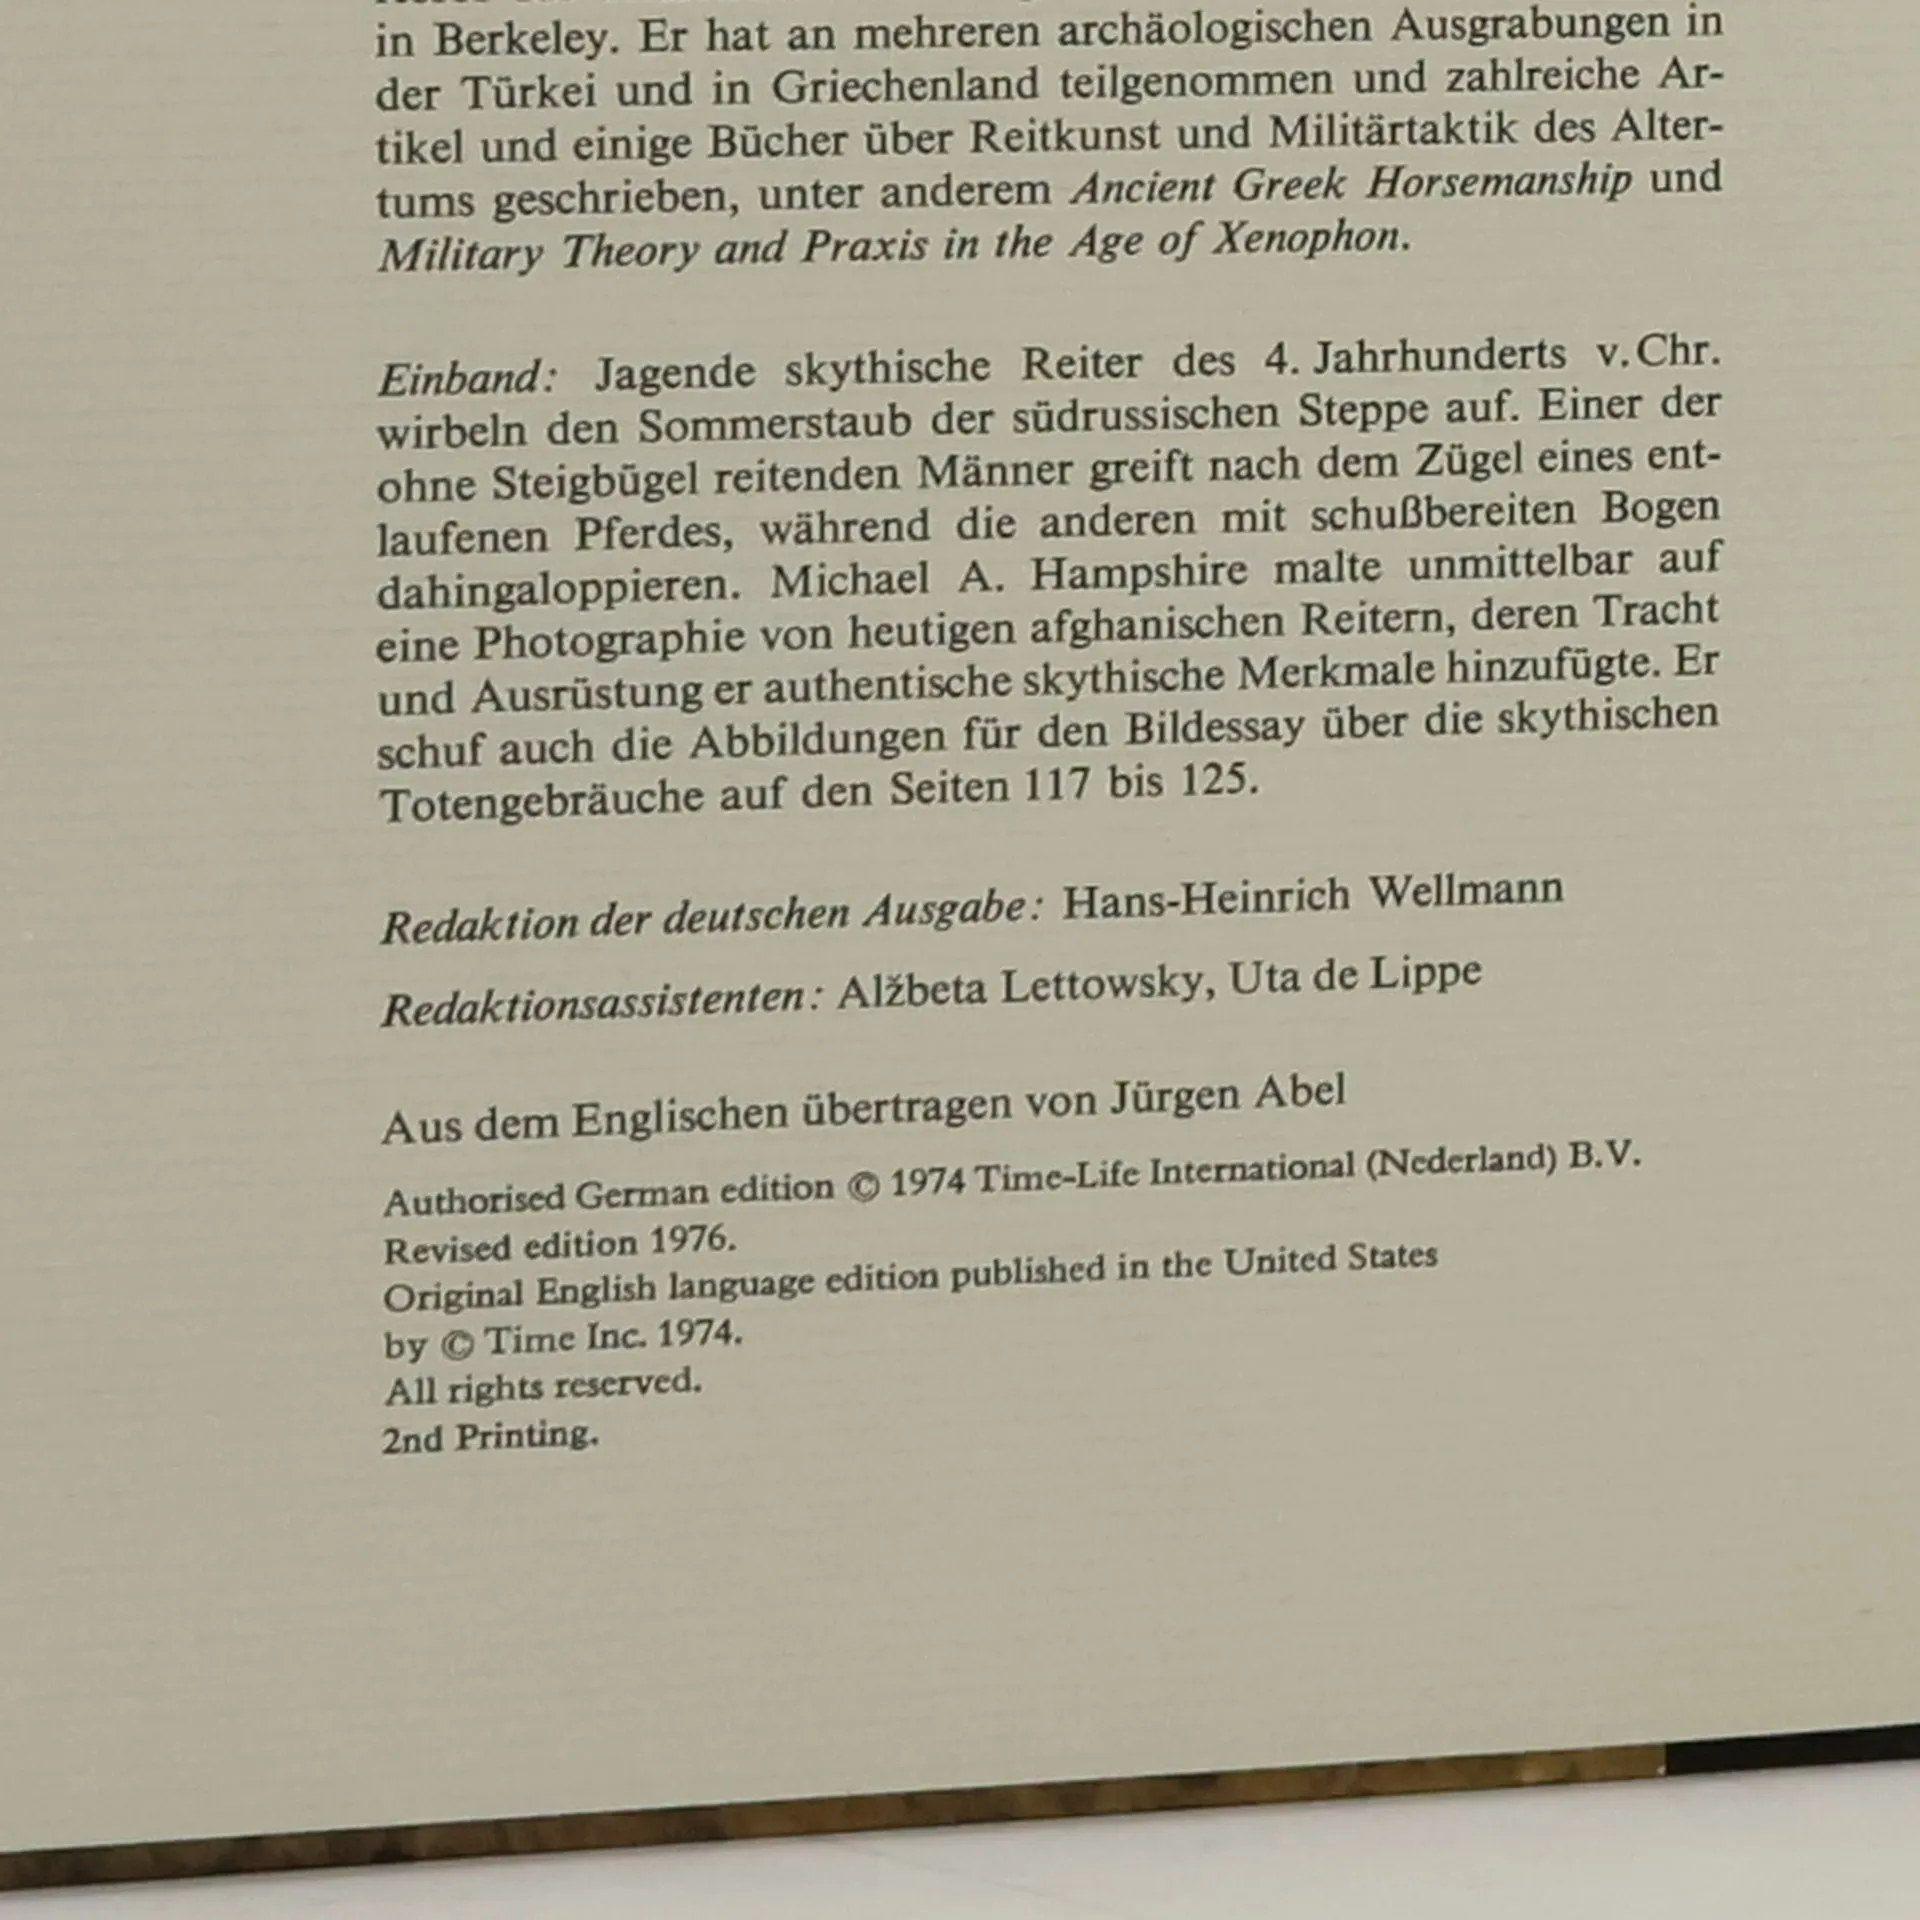 in Berkeley. Er hat an mehreren archäologischen Ausgrabungen in
der Türkei und in Griechenland teilgenommen und zahlreiche Ar-
tikel und einige Bücher über Reitkunst und Militärtaktik des Alter-
tums geschrieben, unter anderem Ancient Greek Horsemanship und
Military Theory and Praxis in the Age of Xenophon.
Einband: Jagende skythische Reiter des 4. Jahrhunderts v. Chr.
wirbeln den Sommerstaub der südrussischen Steppe auf. Einer der
ohne Steigbügel reitenden Männer greift nach dem Zügel eines ent-
laufenen Pferdes, während die anderen mit schußbereiten Bogen
dahingaloppieren. Michael A. Hampshire malte unmittelbar auf
eine Photographie von heutigen afghanischen Reitern, deren Tracht
und Ausrüstung er authentische skythische Merkmale hinzufügte. Er
schuf auch die Abbildungen für den Bildessay über die skythischen
Totengebräuche auf den Seiten 117 bis 125.
Redaktion der deutschen Ausgabe: Hans-Heinrich Wellmann
Redaktionsassistenten: Alžbeta Lettowsky, Uta de Lippe
Aus dem Englischen übertragen von Jürgen Abel
Authorised German edition © 1974 Time-Life International (Nederland) B.V.
Revised edition 1976.
Original English language edition published in the United States
by © Time Inc. 1974.
All rights reserved.
2nd Printing.